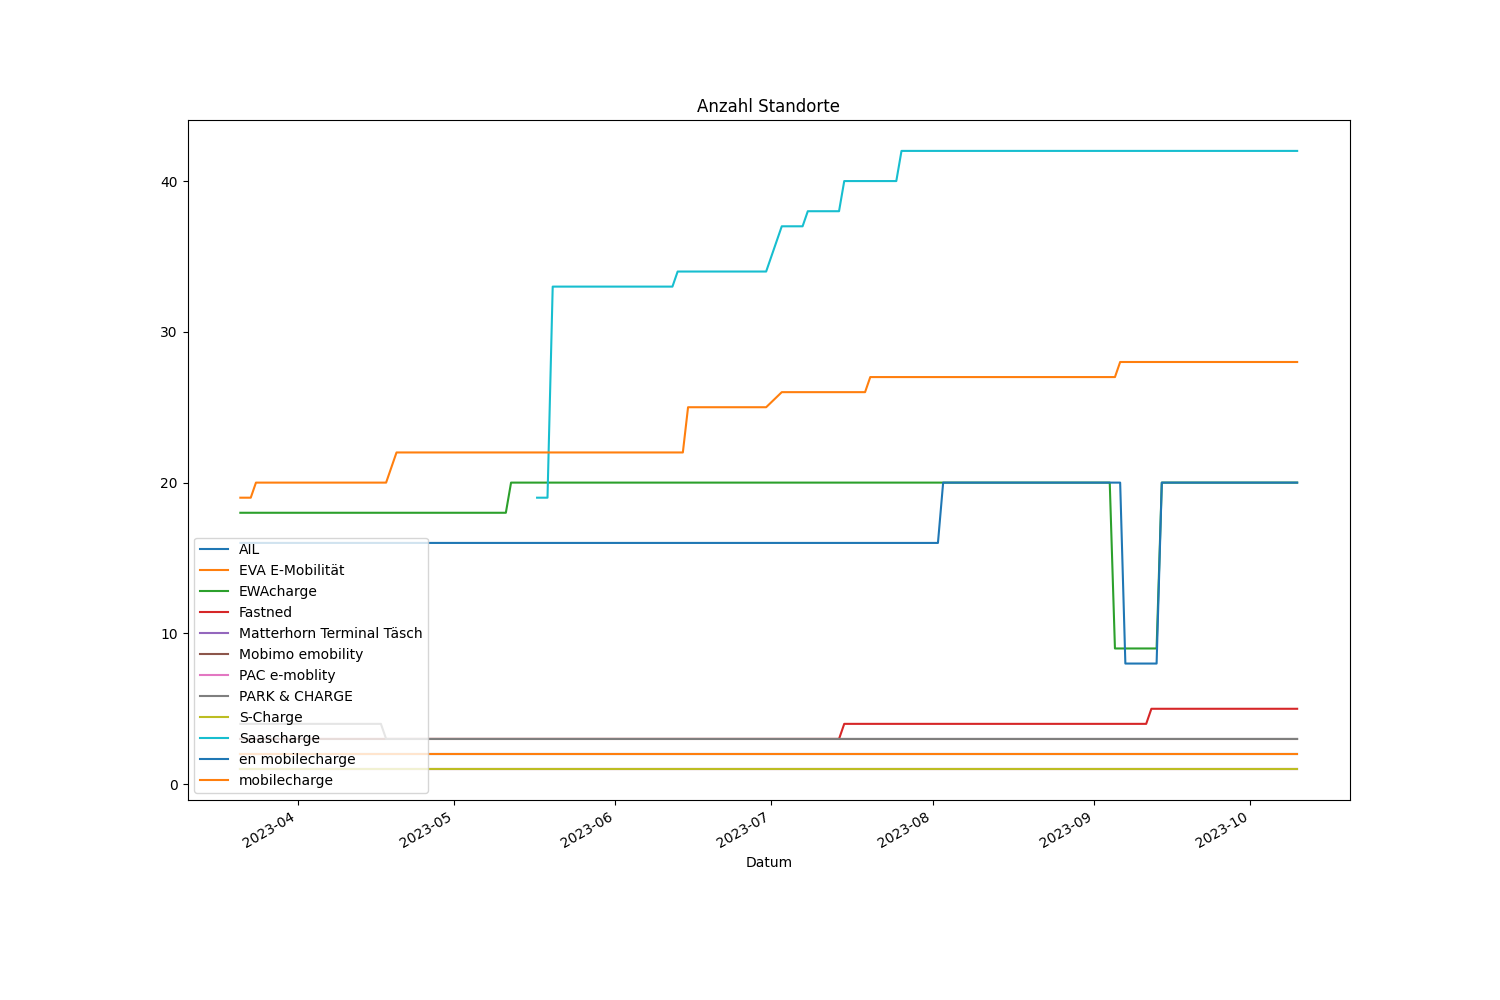 Anzahl Standorte
40
30
20
10
0
AIL
EVA E-Mobilität
EWAcharge
Fastned
Matterhorn Terminal Täsch
Mobimo emobility
PAC e-moblity
PARK & CHARGE
S-Charge
Saascharge
en mobilecharge
mobilecharge
2023-04
2023-05
2023-06
2023-07
2023-08
2023-09
2023-10
Datum